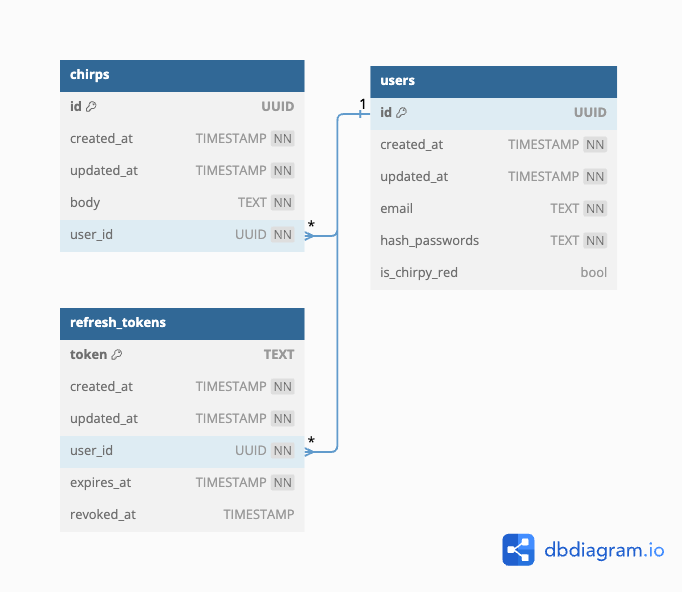 chirps
id UUID
created_at TIMESTAMP NN
updated_at TIMESTAMP NN
body TEXT NN
user_id UUID NN
*
1
users
id UUID
created_at TIMESTAMP NN
updated_at TIMESTAMP NN
email TEXT NN
hash_passwords TEXT NN
is_chirpy_red bool
refresh_tokens
token TEXT
created_at TIMESTAMP NN
updated_at TIMESTAMP NN
user_id UUID NN
*
expires_at TIMESTAMP NN
revoked_at TIMESTAMP
dbdiagram.io